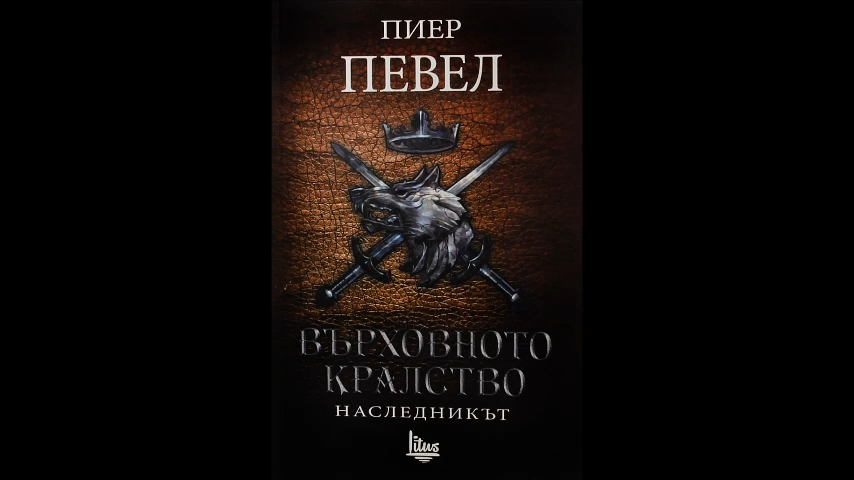 ПИЕР
ПЕВЕЛ
ВЪРХОВНОТО
КРАЛСТВО
НАСЛЕДНИКЪТ
Litus